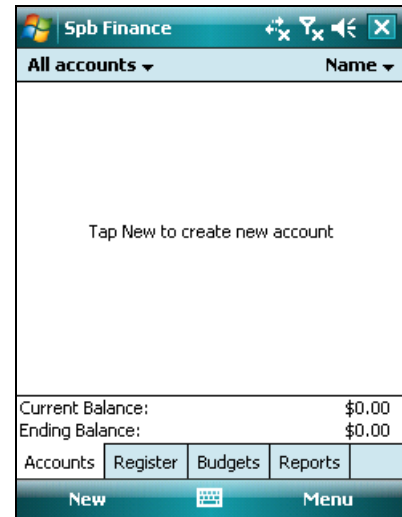 Spb Finance
All accounts Name
Tap New to create new account
Current Balance: $0.00
Ending Balance: $0.00
Accounts Register Budgets Reports
New Menu